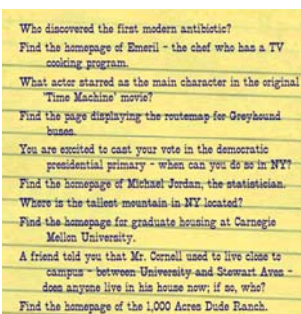 Who discovered the first modern antibiotic?
Find the homepage of Emeril - the chef who has a TV
cooking program.
What actor starred as the main character in the original
'Time Machine' movie?
Find the page displaying the routemap for Greyhound
buses.
You are excited to cast your vote in the democratic
presidential primary - when can you do so in NY?
Find the homepage of Michael Jordan, the statistician.
Where is the tallest mountain in NY located?
Find the homepage for graduate housing at Carnegie
Mellon University.
A friend told you that Mr. Cornell used to live close to
campus - between University and Stewart Aves -
does anyone live in his house now; if so, who?
Find the homepage of the 1,000 Acres Dude Ranch.